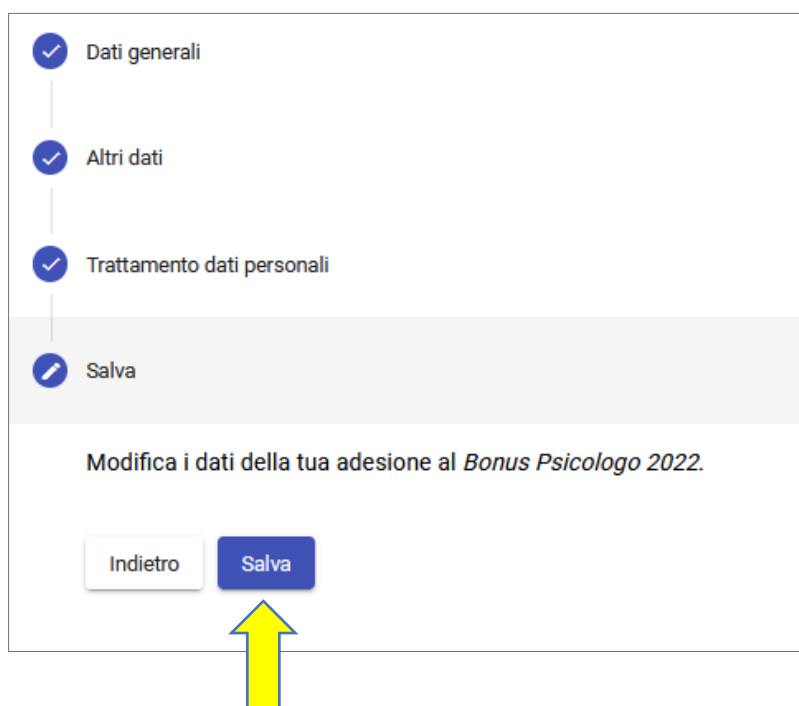 Dati generali
Altri dati
Trattamento dati personali
Salva
Modifica i dati della tua adesione al Bonus Psicologo 2022.
Indietro Salva